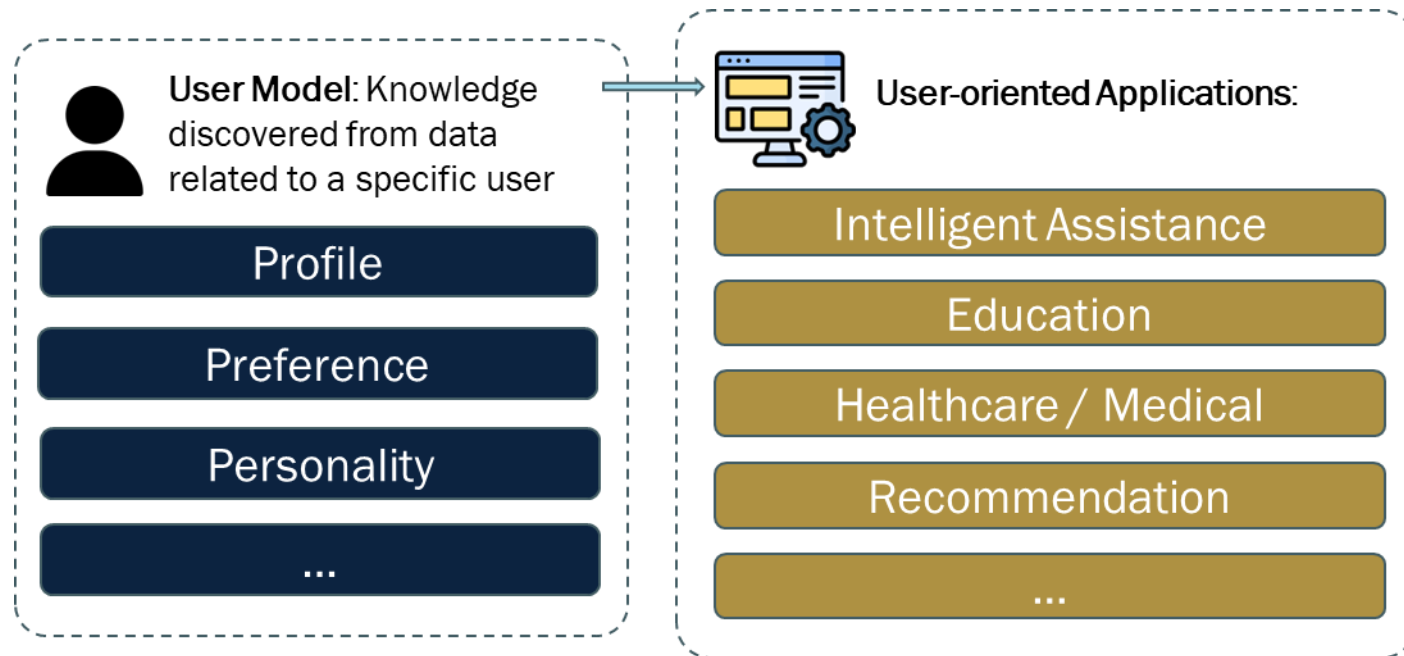 User Model: Knowledge
discovered from data
related to a specific user
Profile
Preference
Personality
...
User-oriented Applications:
Intelligent Assistance
Education
Healthcare / Medical
Recommendation
...